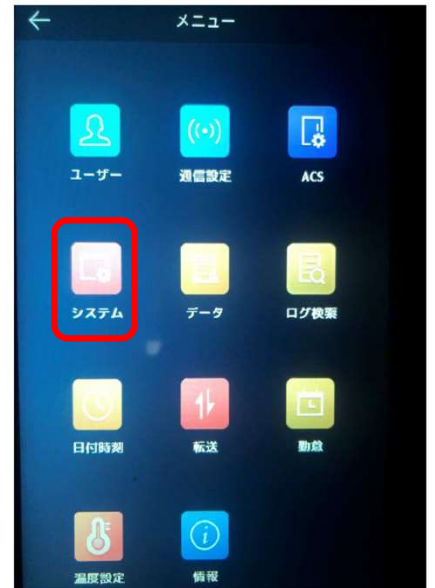 メニュー
ユーザー
通信設定
ACS
システム
データ
ログ検索
日付時刻
転送
勤怠
温度設定
情報